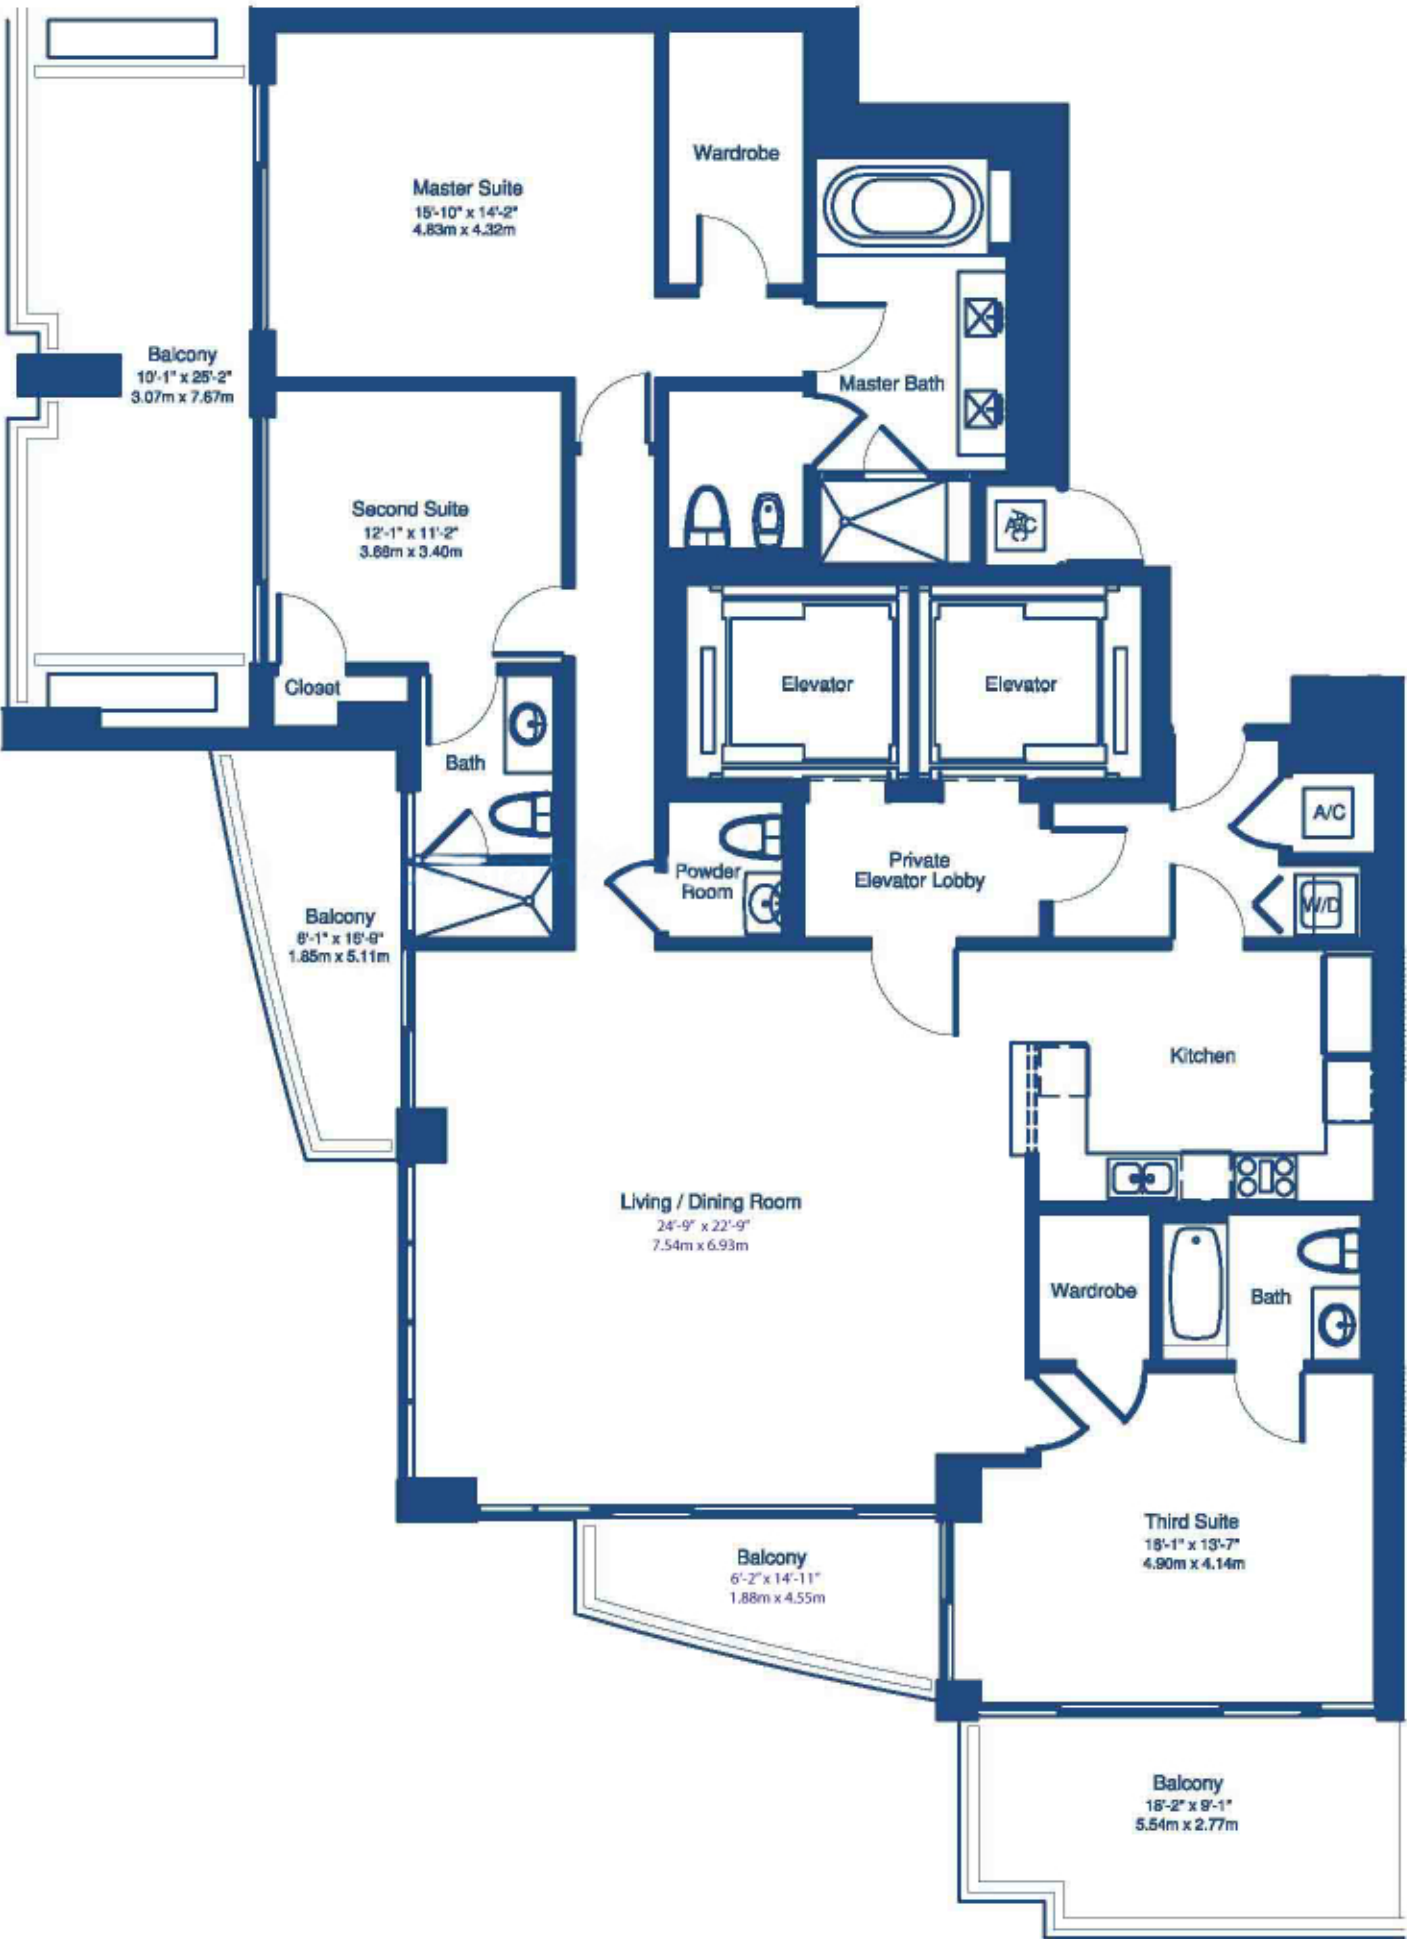 Wardrobe
Master Suite
15'-10" x 14'-2"
4.83m x 4.32m
Balcony
10'-1" x 25'-2"
3.07m x 7.67m
Master Bath
Second Suite
12'-1" x 11'-2"
3.68m x 3.40m
Closet
Elevator
Elevator
Bath
A/C
Powder
Room
Private
Elevator Lobby
W/D
Balcony
6'-1" x 16'-9"
1.85m x 5.11m
Kitchen
Living / Dining Room
24'-9" x 22'-9"
7.54m x 6.93m
Wardrobe
Bath
Third Suite
16'-1" x 13'-7"
4.90m x 4.14m
Balcony
6'-2" x 14'-11"
1.88m x 4.55m
Balcony
18'-2" x 9'-1"
5.54m x 2.77m